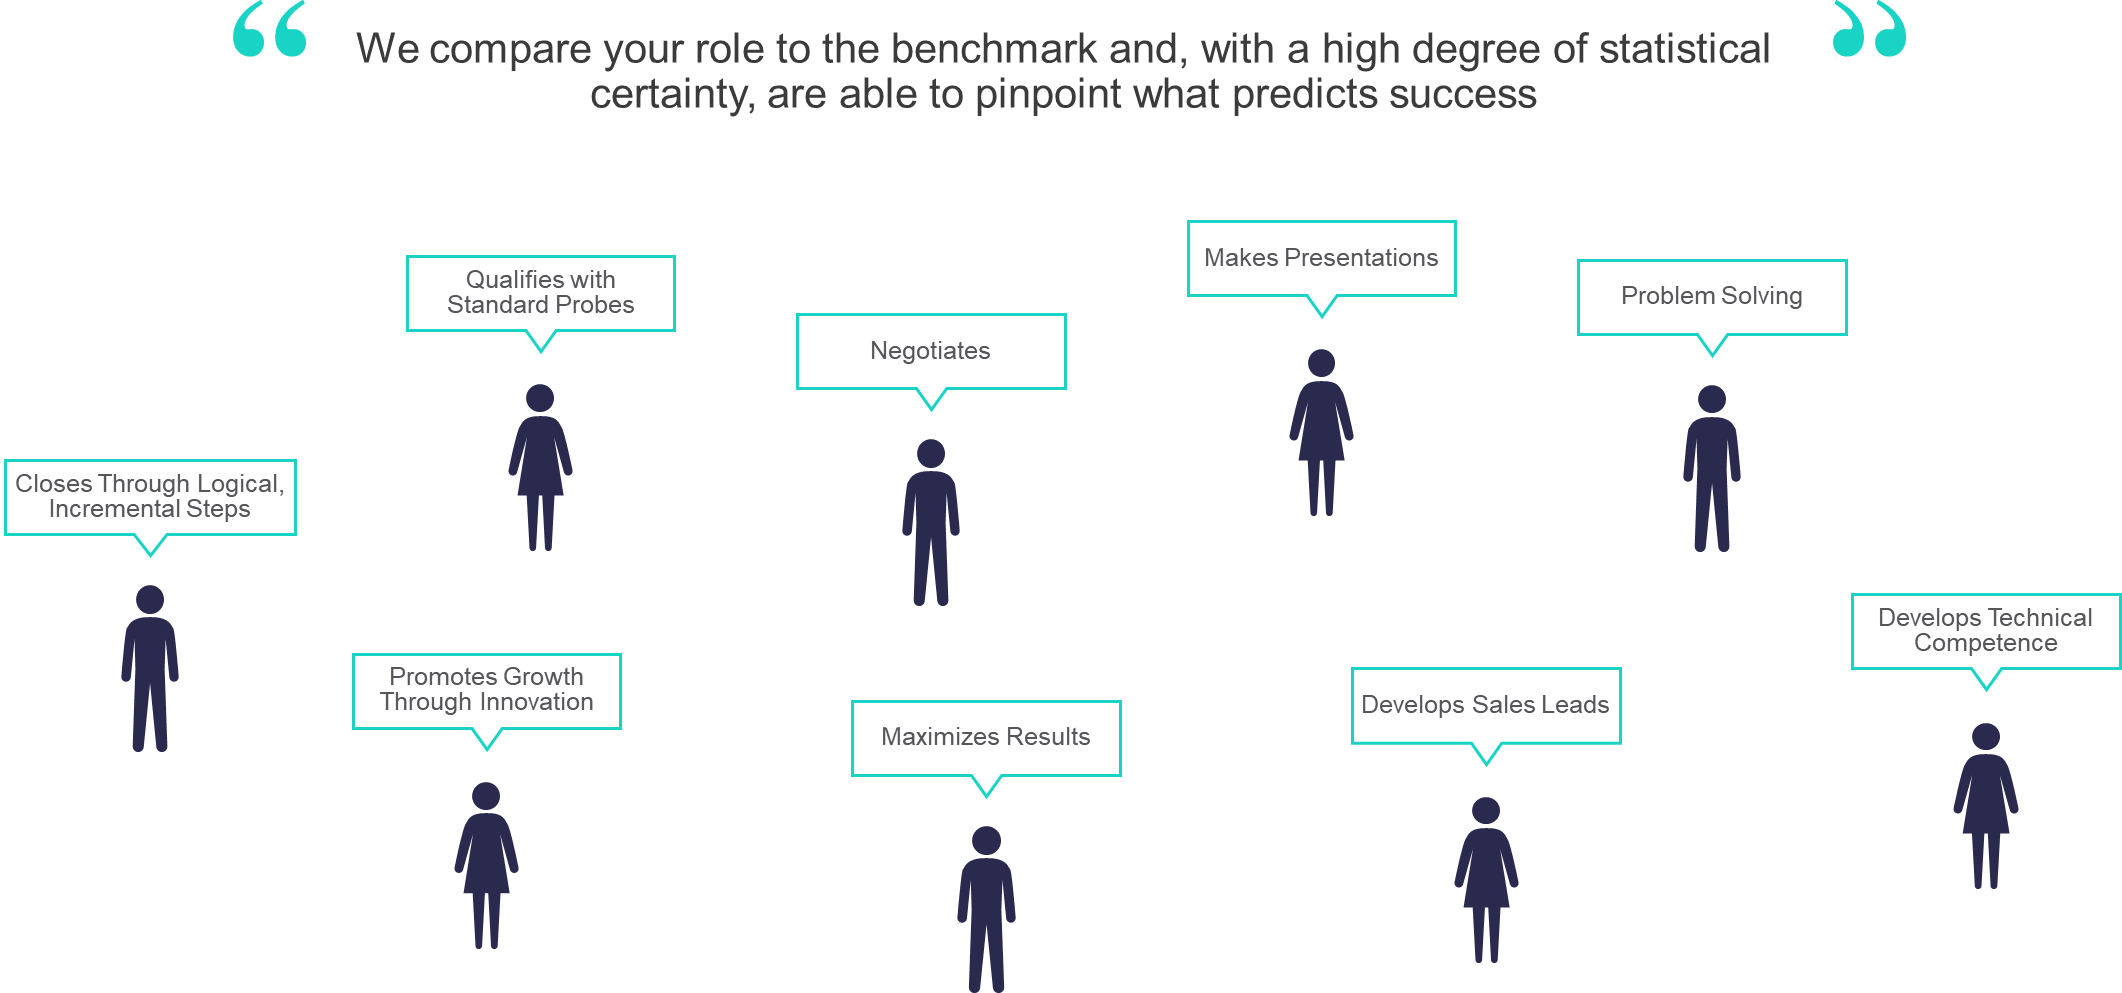 “ We compare your role to the benchmark and, with a high degree of statistical ”
certainty, are able to pinpoint what predicts success
Makes Presentations
Qualifies with
Standard Probes
Problem Solving
Negotiates
Closes Through Logical,
Incremental Steps
Develops Technical
Competence
Promotes Growth
Through Innovation
Develops Sales Leads
Maximizes Results